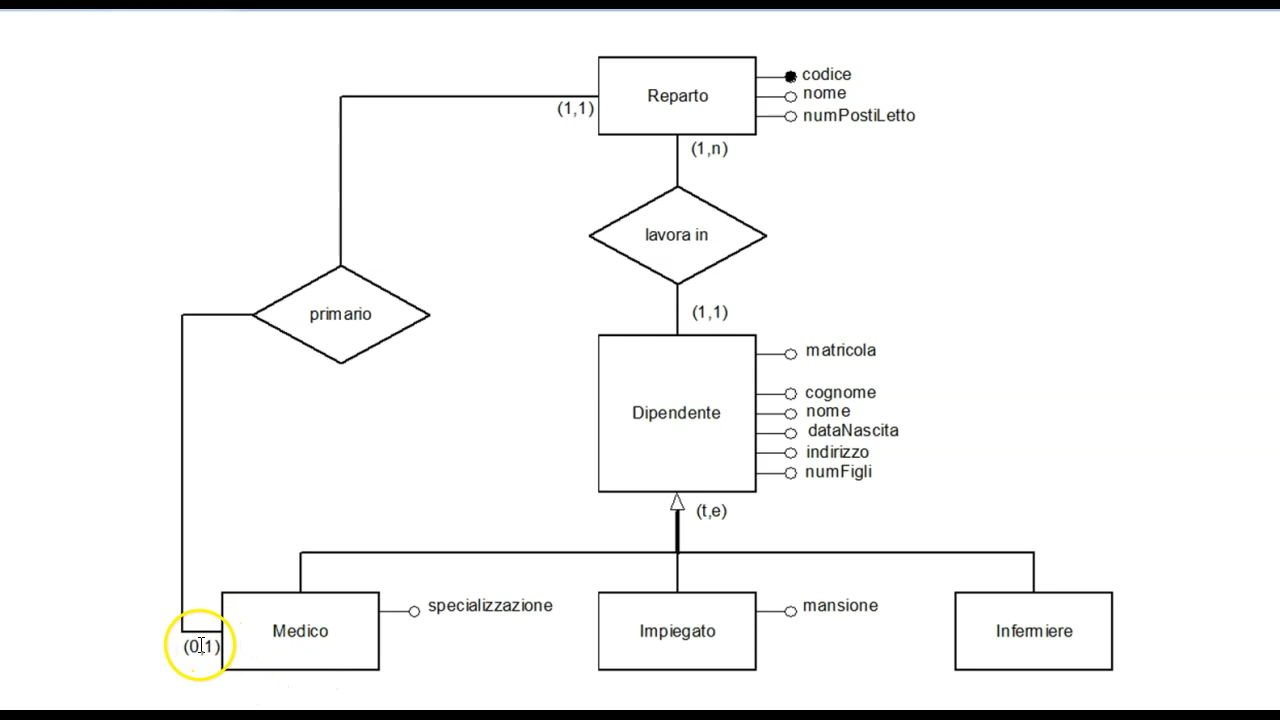 codice
nome
Reparto
(1,1)
numPostiLetto
(1,n)
lavora in
primario
(1,1)
matricola
cognome
Dipendente
nome
dataNascita
indirizzo
numFigli
(t,e)
specializzazione
mansione
Medico
Impiegato
Infermiere
(0,1)